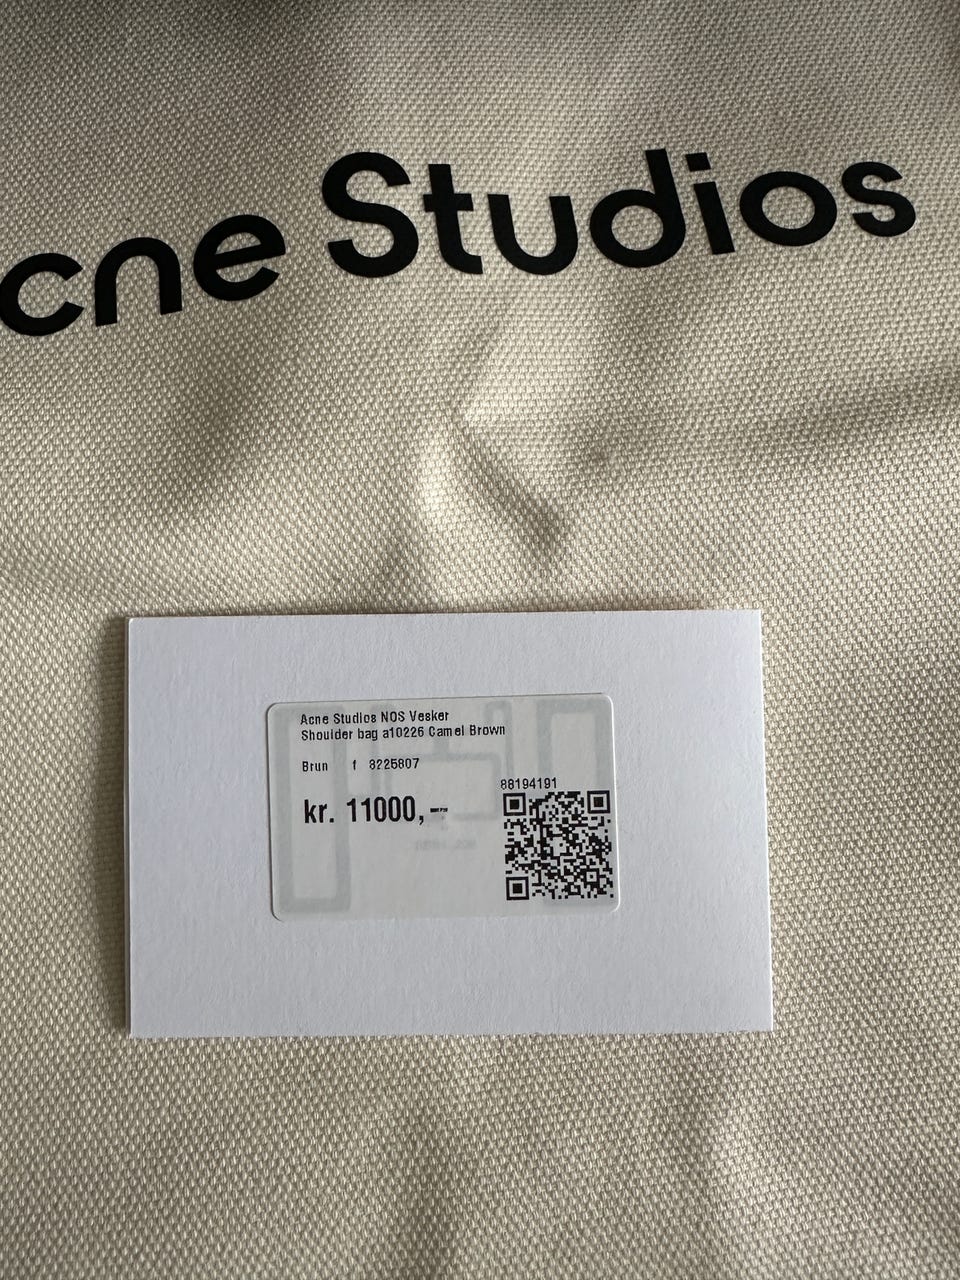 cne Studios
Acne Studios NOS Vesker
Shoulder bag a10226 Camel Brown
Brun f 8225807
88194191
kr. 11000,-